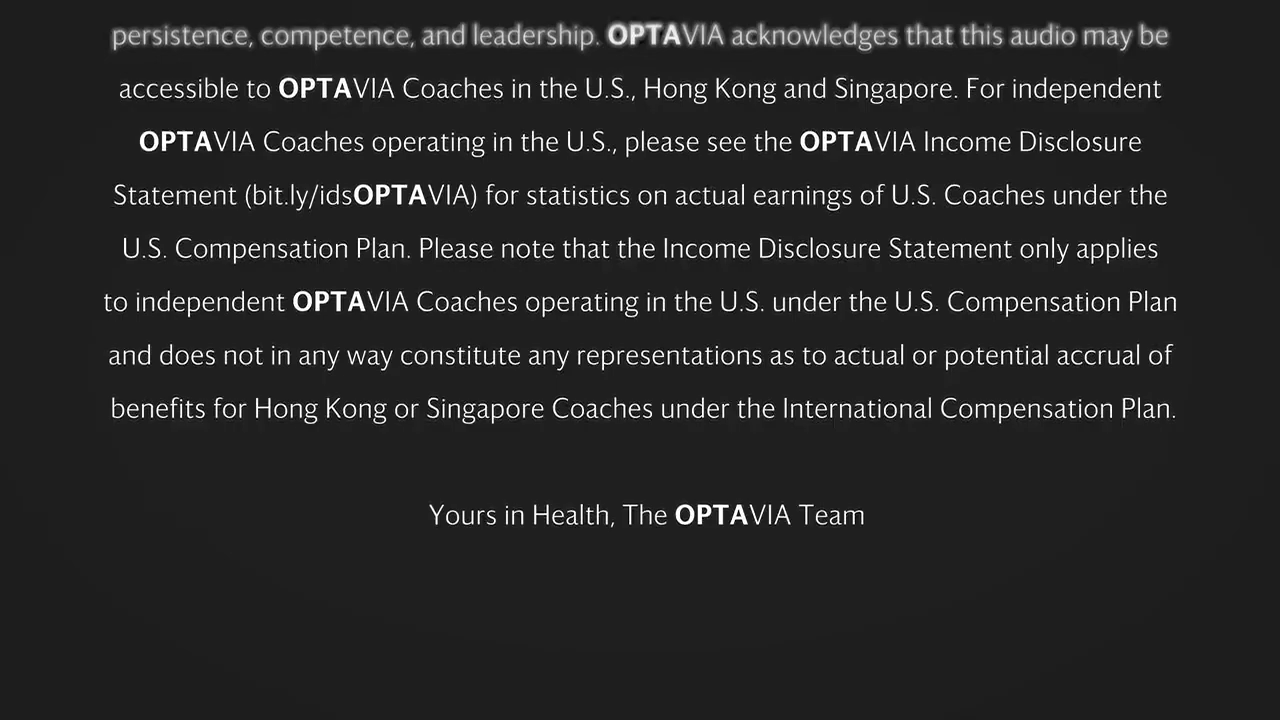 persistence, competence, and leadership. OPTAVIA acknowledges that this audio may be
accessible to OPTAVIA Coaches in the U.S., Hong Kong and Singapore. For independent
OPTAVIA Coaches operating in the U.S., please see the OPTAVIA Income Disclosure
Statement (bit.ly/idsOPTAVIA) for statistics on actual earnings of U.S. Coaches under the
U.S. Compensation Plan. Please note that the Income Disclosure Statement only applies
to independent OPTAVIA Coaches operating in the U.S. under the U.S. Compensation Plan
and does not in any way constitute any representations as to actual or potential accrual of
benefits for Hong Kong or Singapore Coaches under the International Compensation Plan.
Yours in Health, The OPTAVIA Team